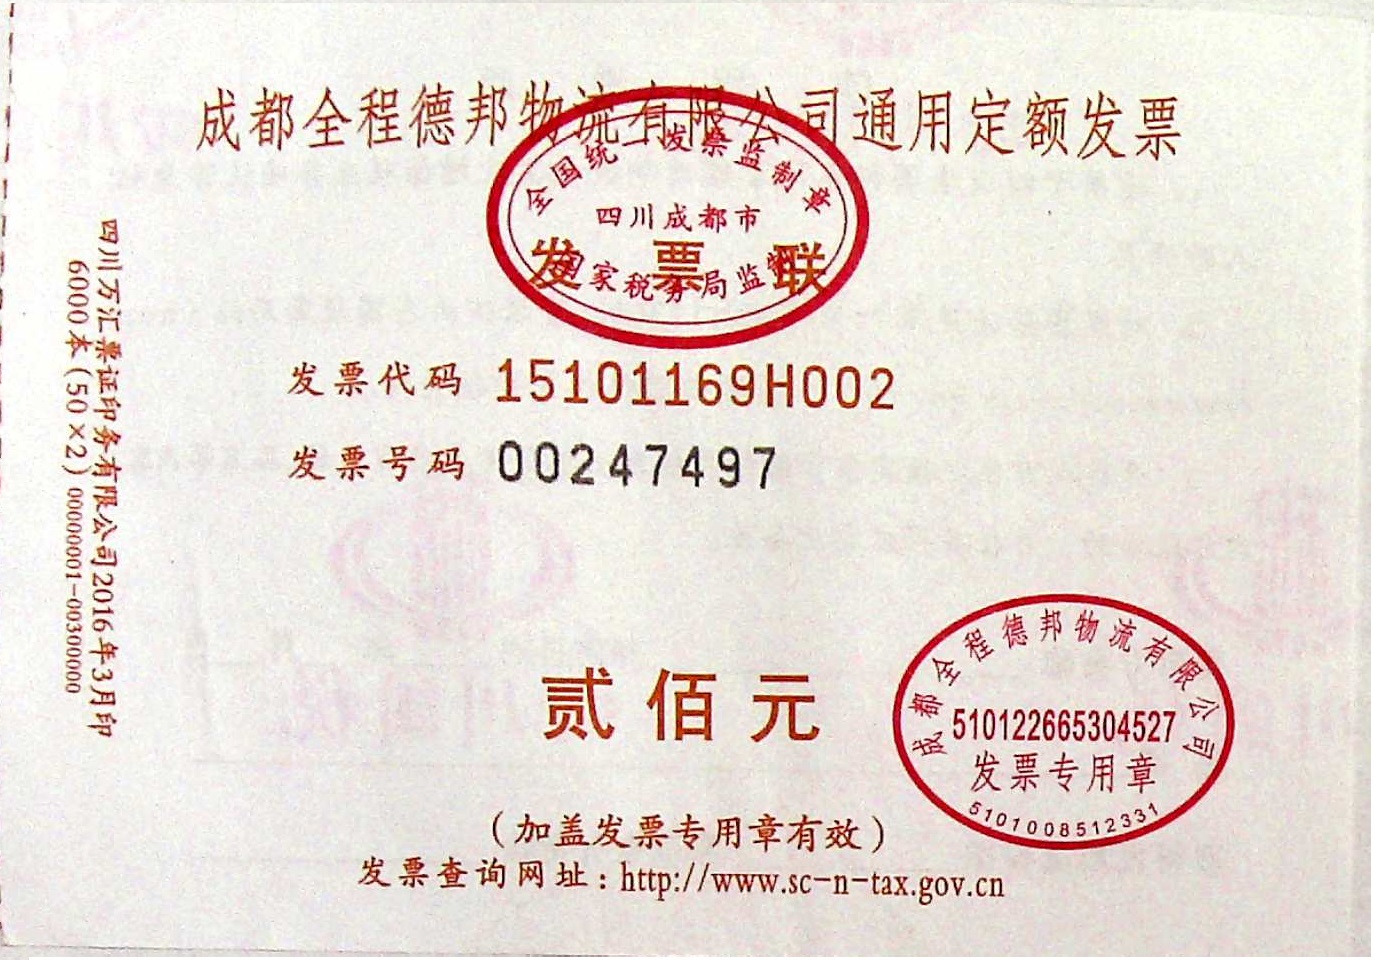 成都全程德邦物流有限公司通用定额发票
全国统一发票监制章
四川成都市
国家税务局监制
发票联
发票代码 15101169H002
发票号码 00247497
四川万汇票证印务有限公司2016年3月印
6000本(50×2)00000001-00300000
贰佰元
成都全程德邦物流有限公司
510122665304527
发票专用章
5101008512331
(加盖发票专用章有效)
发票查询网址:http://www.sc-n-tax.gov.cn